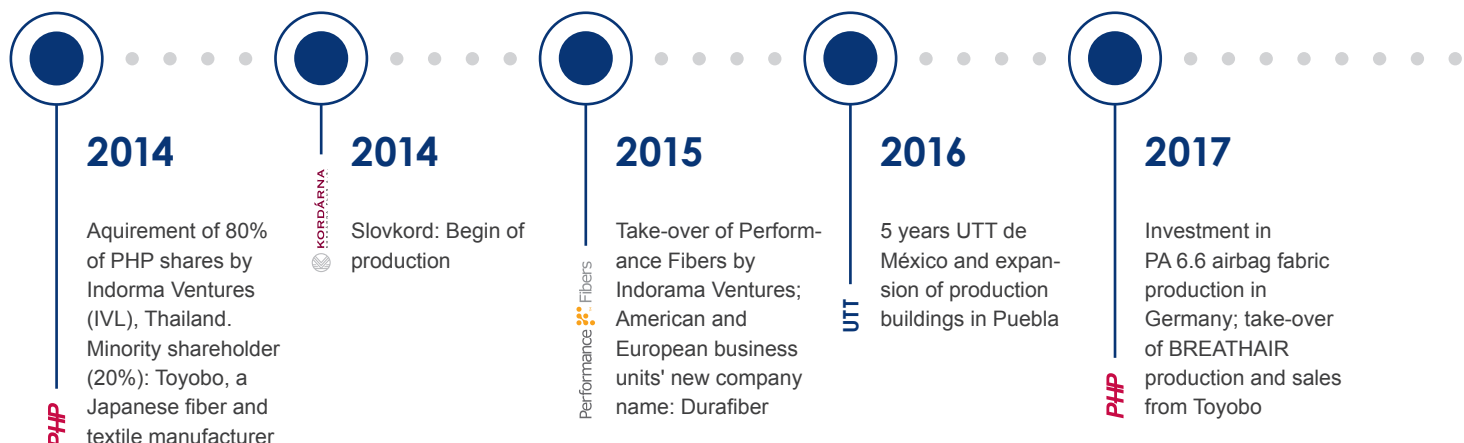 2014
Aquirement of 80%
of PHP shares by
Indorma Ventures
(IVL), Thailand.
Minority shareholder
(20%): Toyobo, a
Japanese fiber and
textile manufacturer
PHP
2014
Slovkord: Begin of
production
KORDÁRNA
2015
Take-over of Perform-
ance Fibers by
Indorama Ventures;
American and
European business
units' new company
name: Durafiber
Performance Fibers
2016
5 years UTT de
México and expan-
sion of production
buildings in Puebla
UTT
2017
Investment in
PA 6.6 airbag fabric
production in
Germany; take-over
of BREATHAIR
production and sales
from Toyobo
PHP